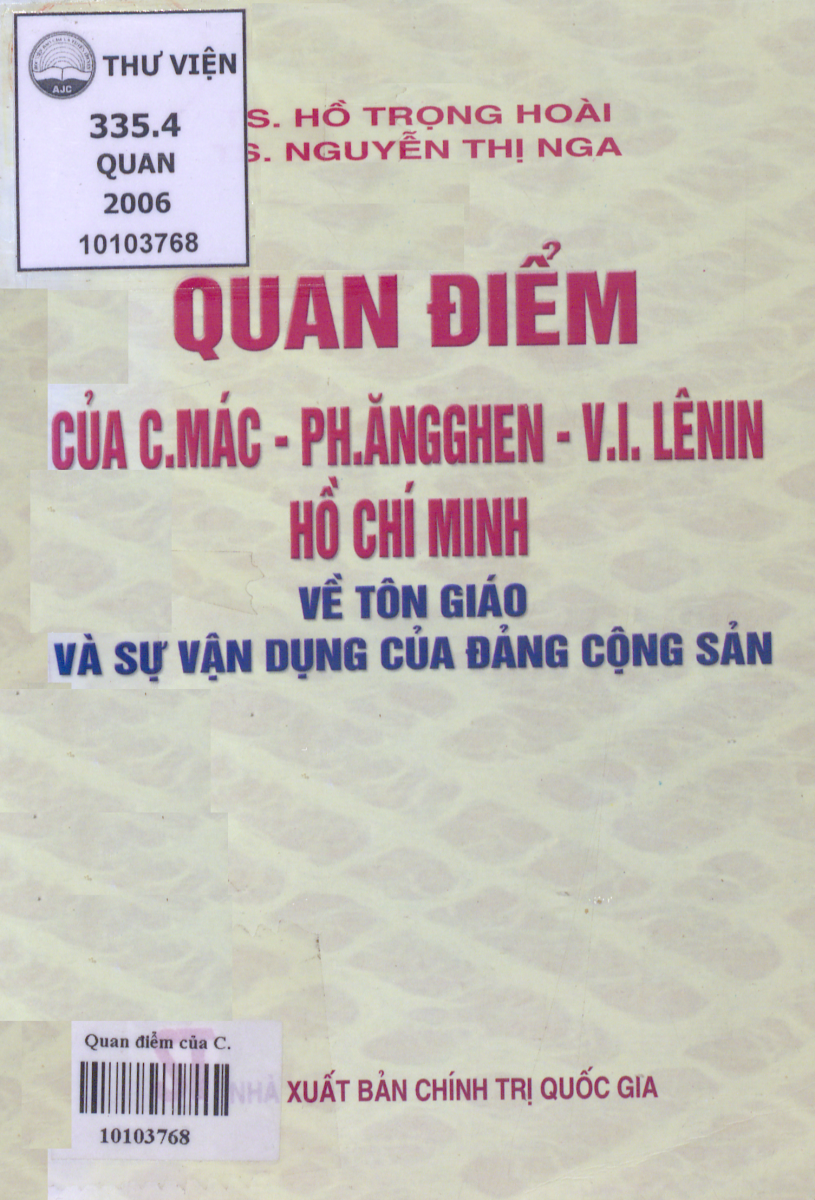 AJC
THƯ VIỆN
335.4
QUAN
2006
10103768
S. HỒ TRỌNG HOÀI
S. NGUYỄN THỊ NGA
QUAN ĐIỂM
CỦA C.MÁC - PH.ĂNGGHEN - V.I. LÊNIN
HỒ CHÍ MINH
VỀ TÔN GIÁO
VÀ SỰ VẬN DỤNG CỦA ĐẢNG CỘNG SẢN
Quan điểm của C.
10103768
NHÀ XUẤT BẢN CHÍNH TRỊ QUỐC GIA